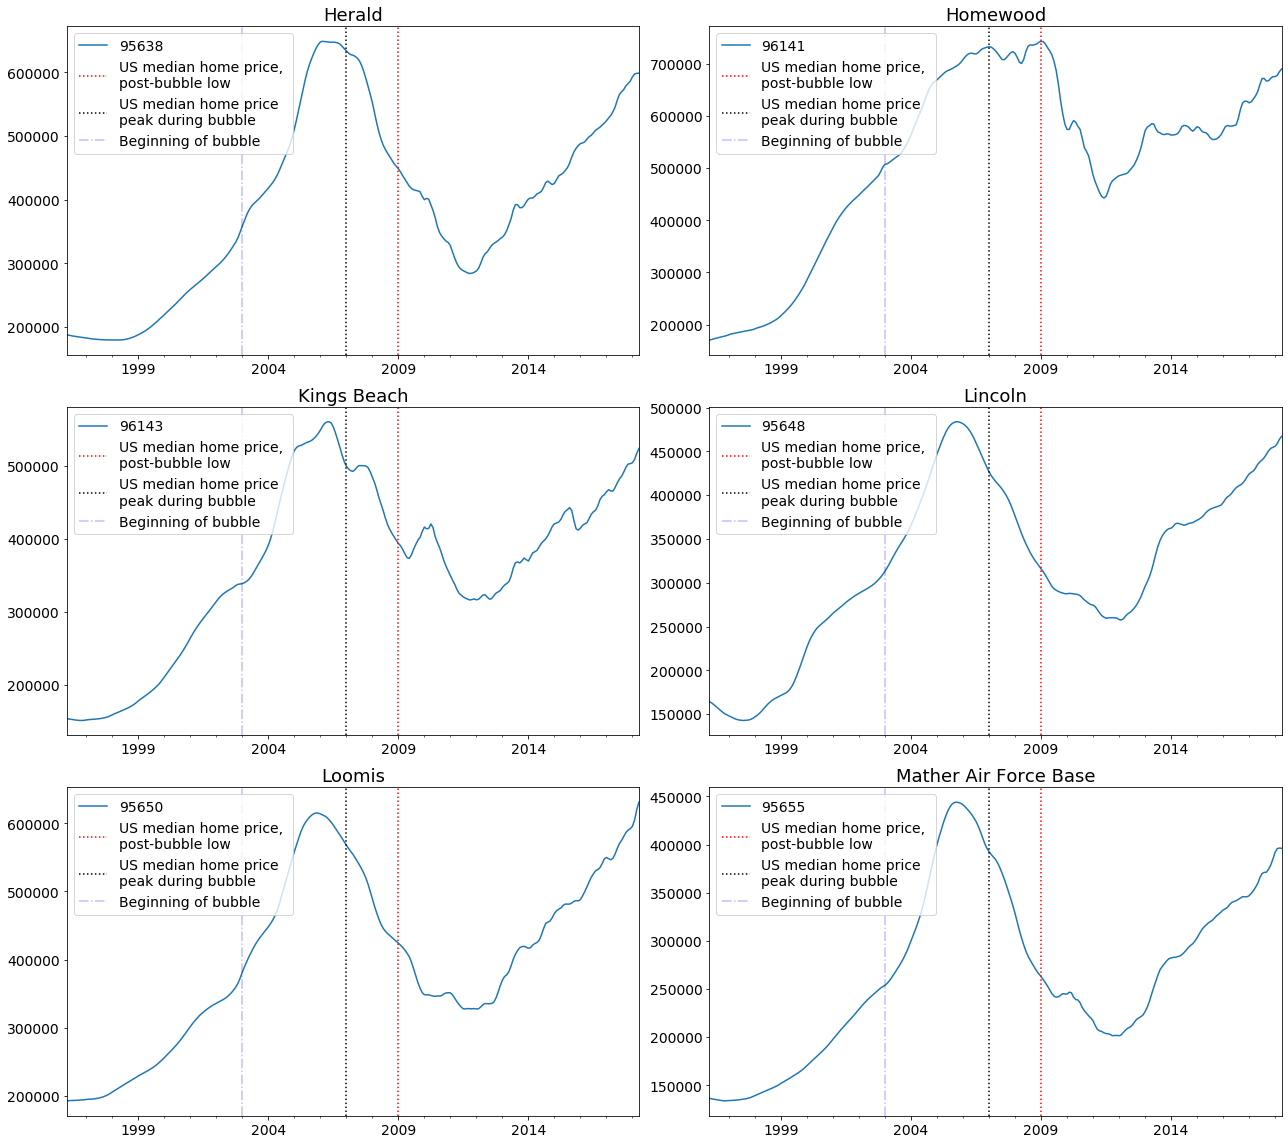 Herald
95638
US median home price,
post-bubble low
US median home price
peak during bubble
Beginning of bubble
600000
500000
400000
300000
200000
1999
2004
2009
2014
Homewood
96141
US median home price,
post-bubble low
US median home price
peak during bubble
Beginning of bubble
700000
600000
500000
400000
300000
200000
1999
2004
2009
2014
Kings Beach
96143
US median home price,
post-bubble low
US median home price
peak during bubble
Beginning of bubble
500000
400000
300000
200000
1999
2004
2009
2014
Lincoln
95648
US median home price,
post-bubble low
US median home price
peak during bubble
Beginning of bubble
500000
450000
400000
350000
300000
250000
200000
150000
1999
2004
2009
2014
Loomis
95650
US median home price,
post-bubble low
US median home price
peak during bubble
Beginning of bubble
600000
500000
400000
300000
200000
1999
2004
2009
2014
Mather Air Force Base
95655
US median home price,
post-bubble low
US median home price
peak during bubble
Beginning of bubble
450000
400000
350000
300000
250000
200000
150000
1999
2004
2009
2014